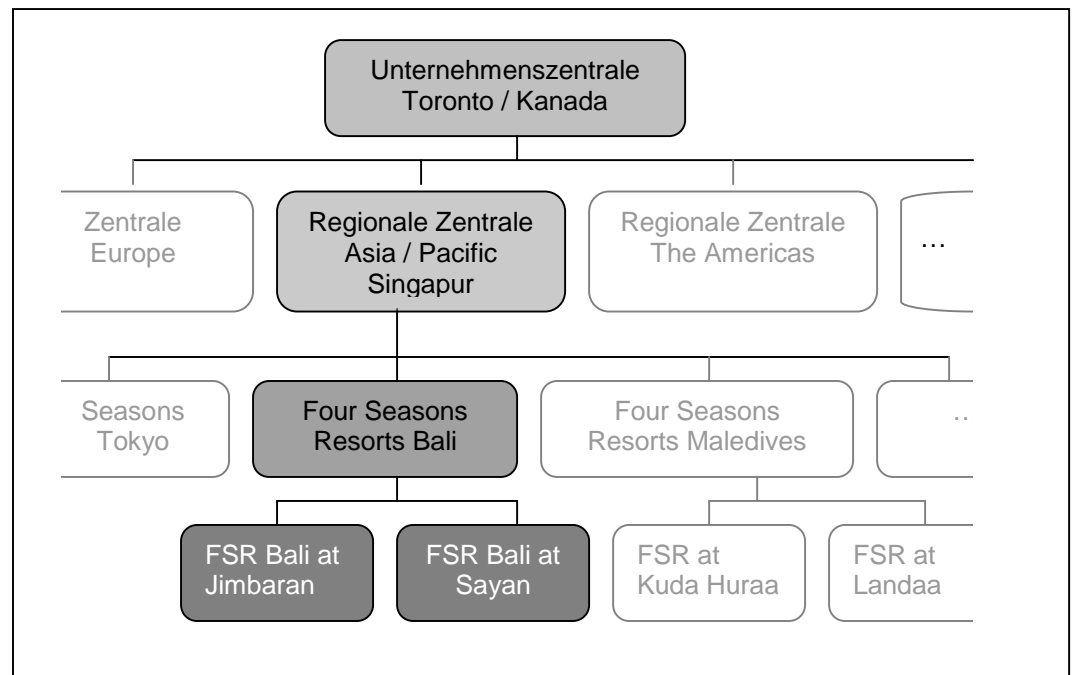 Unternehmenszentrale
Toronto / Kanada
Zentrale
Europe
Regionale Zentrale
Asia / Pacific
Singapur
Regionale Zentrale
The Americas
...
Seasons
Tokyo
Four Seasons
Resorts Bali
Four Seasons
Resorts Maledives
..
FSR Bali at
Jimbaran
FSR Bali at
Sayan
FSR at
Kuda Huraa
FSR at
Landaa